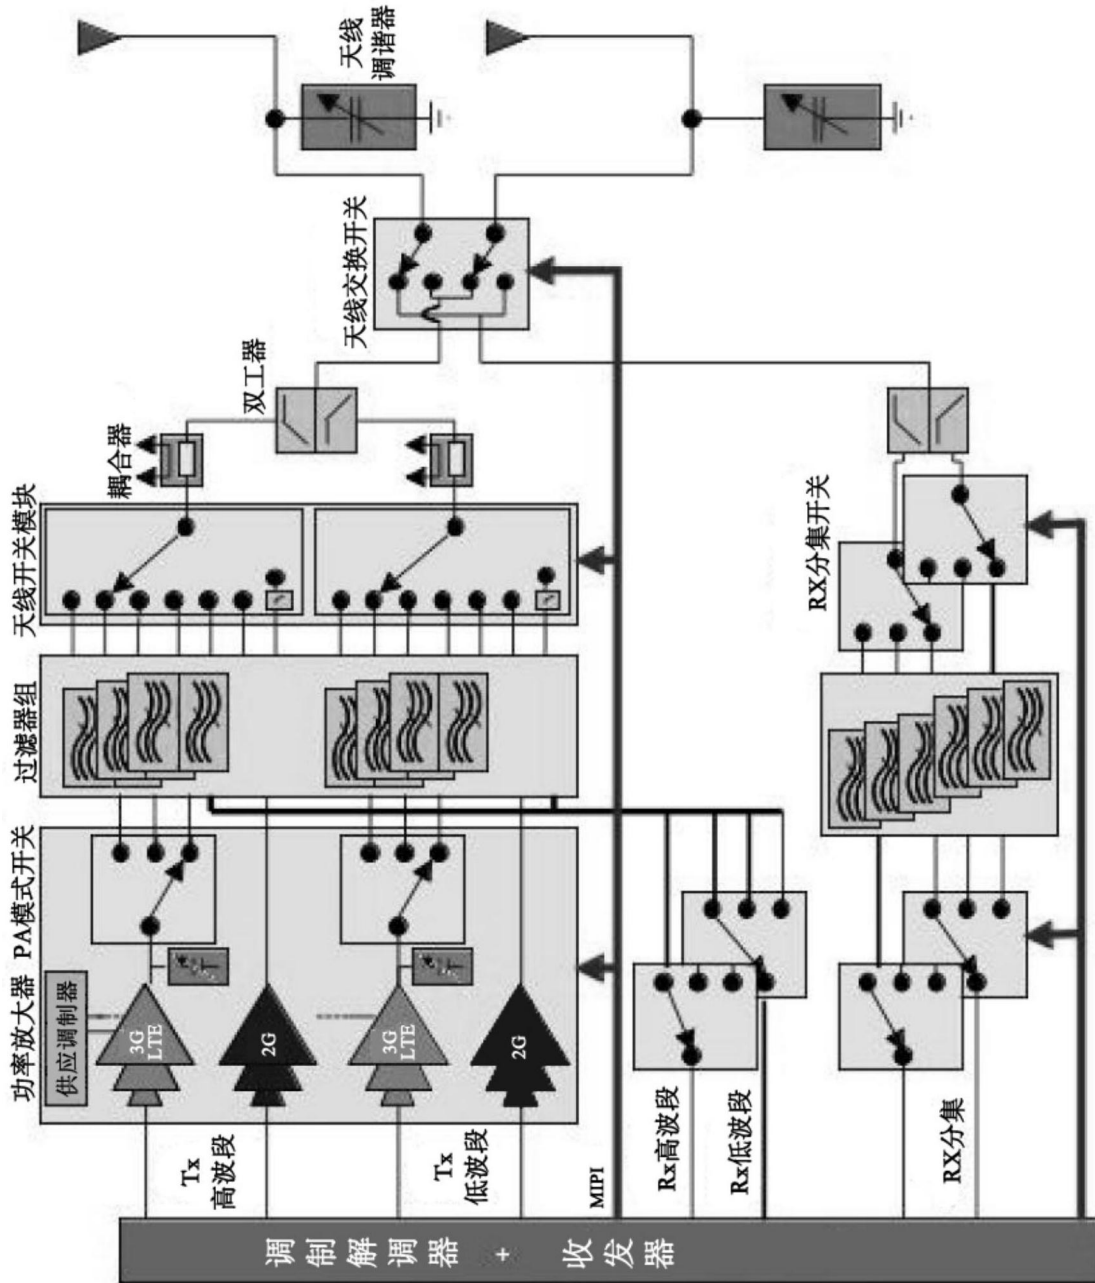 天线
调谐器
天线交换开关
双工器
耦合器
天线开关模块
RX分集开关
过滤器组
功率放大器 PA模式开关
供应调制器
3G
LTE
2G
3G
LTE
2G
Tx
高波段
Tx
低波段
MIPI
Rx高波段
Rx低波段
RX分集
调制解调器 + 收发器